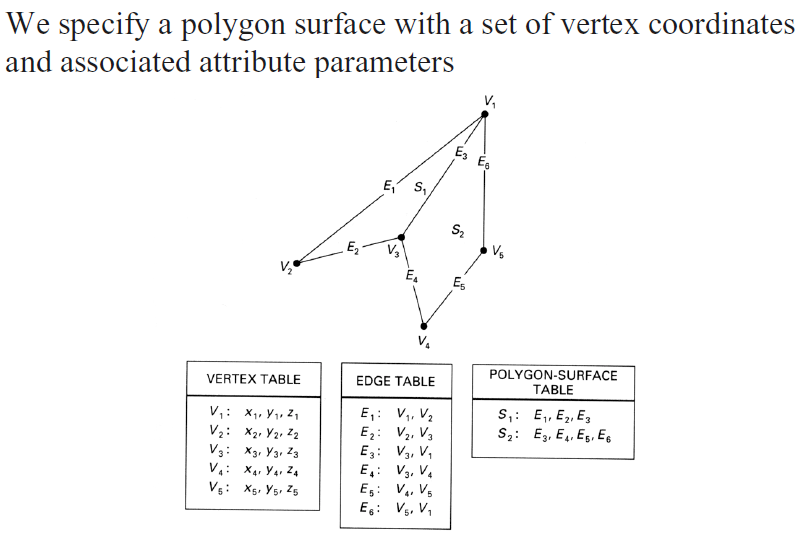 We specify a polygon surface with a set of vertex coordinates
and associated attribute parameters
V₁
E₃
E₆
E₁
S₁
S₂
E₂
V₃
V₅
V₂
E₄
E₅
V₄
VERTEX TABLE
V₁: x₁, y₁, z₁
V₂: x₂, y₂, z₂
V₃: x₃, y₃, z₃
V₄: x₄, y₄, z₄
V₅: x₅, y₅, z₅
EDGE TABLE
E₁: V₁, V₂
E₂: V₂, V₃
E₃: V₃, V₁
E₄: V₃, V₄
E₅: V₄, V₅
E₆: V₅, V₁
POLYGON-SURFACE
TABLE
S₁: E₁, E₂, E₃
S₂: E₃, E₄, E₅, E₆